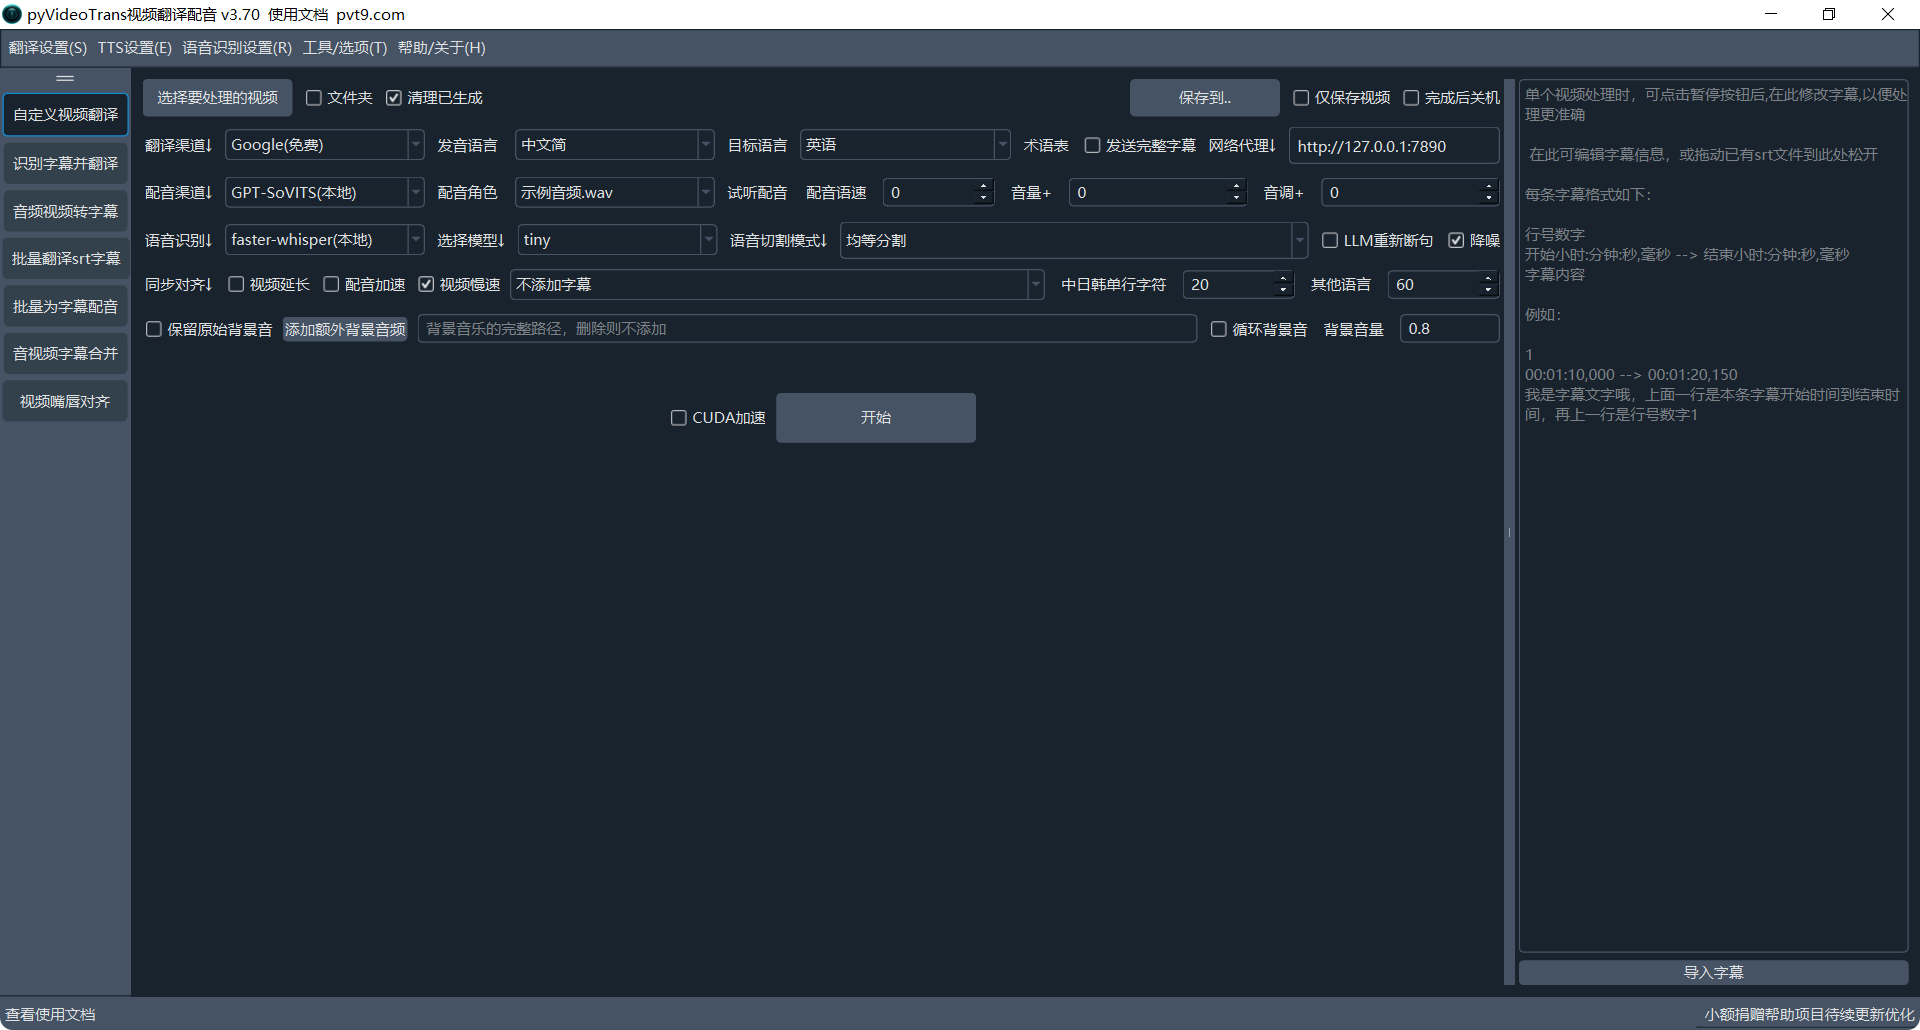 pyVideoTrans视频翻译配音 v3.70 使用文档 pvt9.com
翻译设置(S) TTS设置(E) 语音识别设置(R) 工具/选项(T) 帮助/关于(H)
自定义视频翻译
识别字幕并翻译
音频视频转字幕
批量翻译srt字幕
批量为字幕配音
音视频字幕合并
视频嘴唇对齐
选择要处理的视频 文件夹 清理已生成 保存到.. 仅保存视频 完成后关机
翻译渠道↓ Google(免费) 发音语言 中文简 目标语言 英语 术语表 发送完整字幕 网络代理↓ http://127.0.0.1:7890
配音渠道↓ GPT-SoVITS(本地) 配音角色 示例音频.wav 试听配音 配音语速 0 音量+ 0 音调+ 0
语音识别↓ faster-whisper(本地) 选择模型↓ tiny 语音切割模式↓ 均等分割 LLM重新断句 降噪
同步对齐↓ 视频延长 配音加速 视频慢速 不添加字幕 中日韩单行字符 20 其他语言 60
保留原始背景音 添加额外背景音频 背景音乐的完整路径，删除则不添加 循环背景音 背景音量 0.8
CUDA加速 开始
单个视频处理时，可点击暂停按钮后,在此修改字幕,以便处
理更准确
在此可编辑字幕信息，或拖动已有srt文件到此处松开
每条字幕格式如下：
行号数字
开始小时:分钟:秒,毫秒 --> 结束小时:分钟:秒,毫秒
字幕内容
例如：
1
00:01:10,000 --> 00:01:20,150
我是字幕文字哦，上面一行是本条字幕开始时间到结束时
间，再上一行是行号数字1
导入字幕
查看使用文档
小额捐赠帮助项目待续更新优化